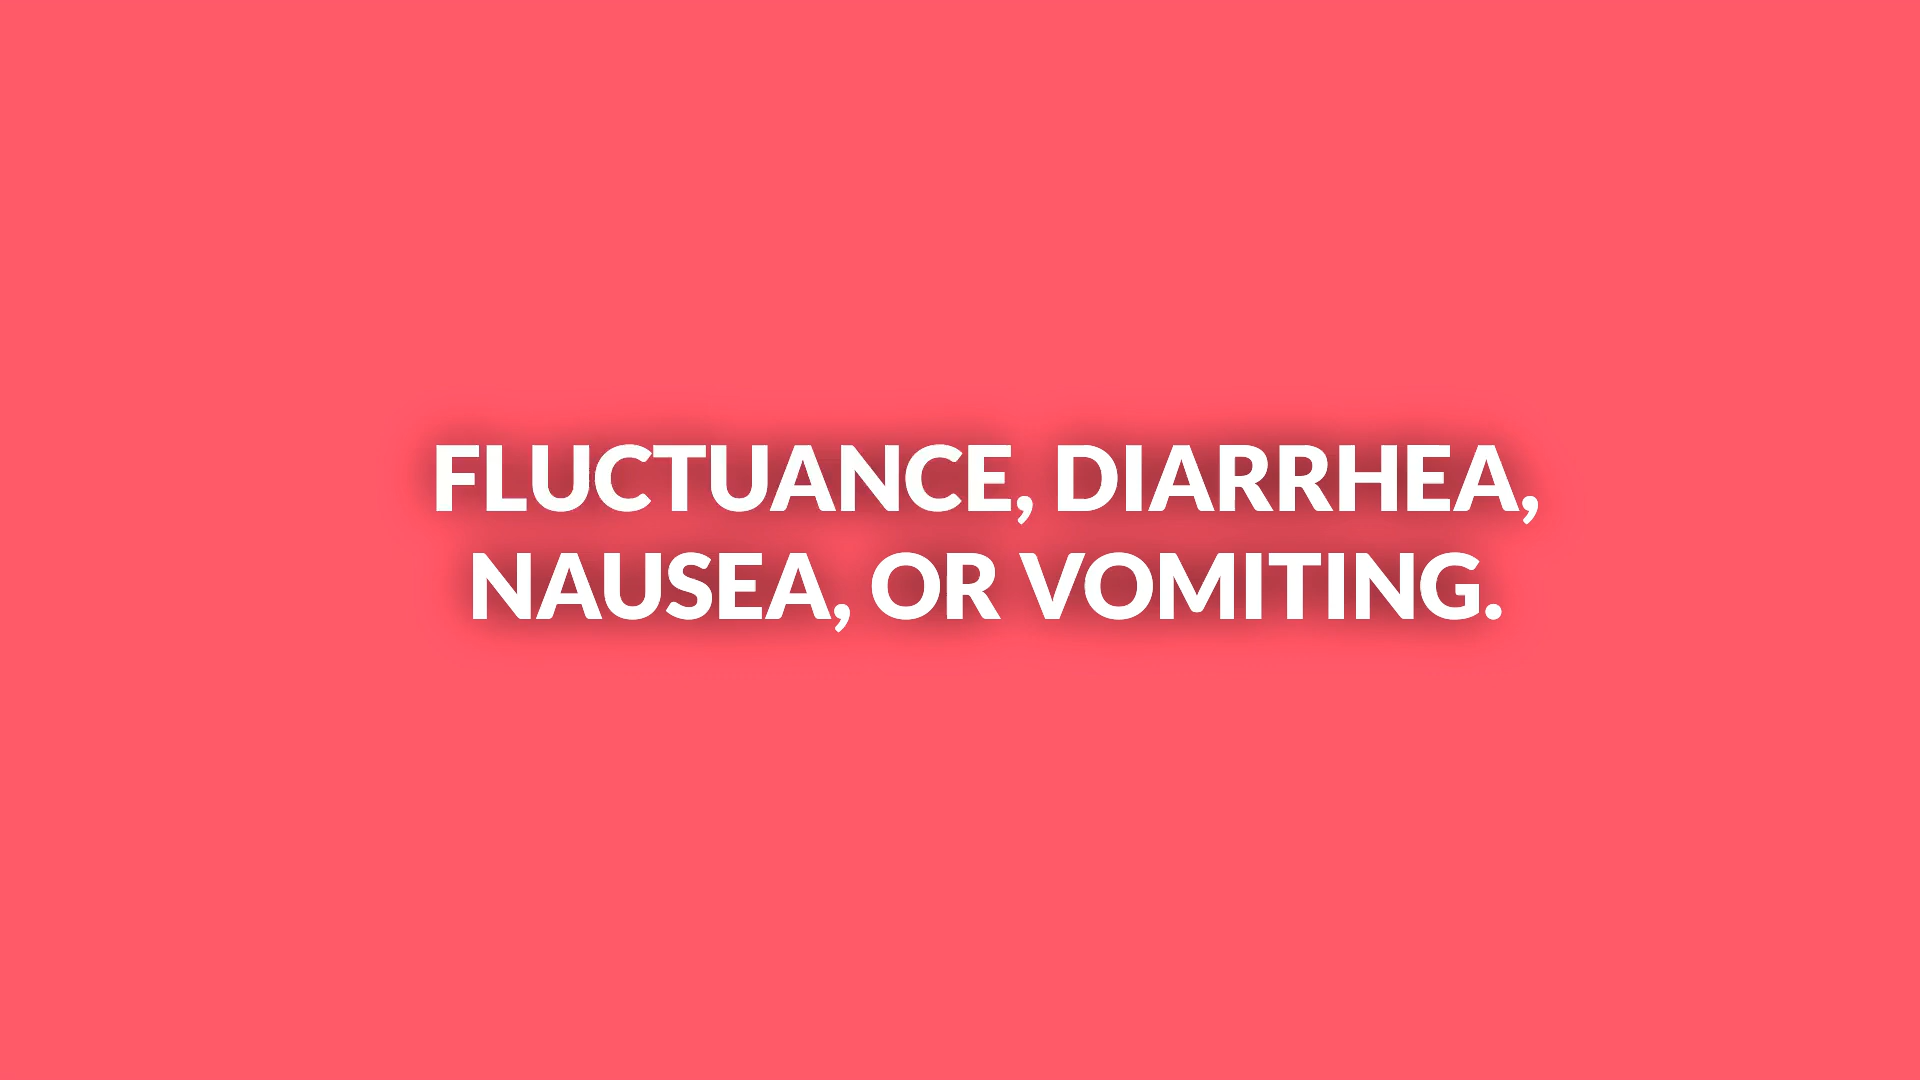 FLUCTUANCE, DIARRHEA,
NAUSEA, OR VOMITING.